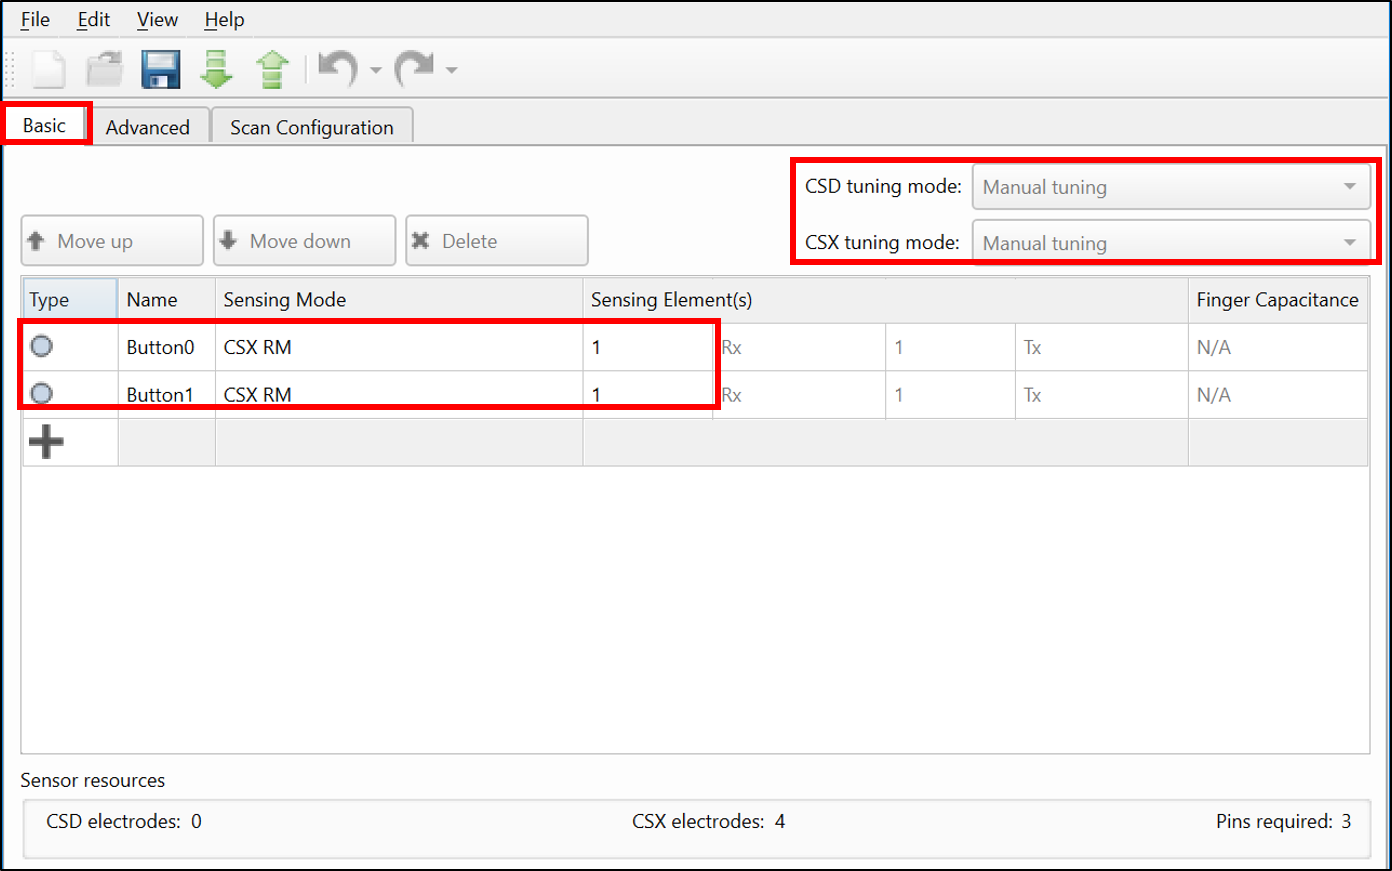 File Edit View Help
Basic Advanced Scan Configuration
CSD tuning mode: Manual tuning
CSX tuning mode: Manual tuning
Move up Move down Delete
Type Name Sensing Mode Sensing Element(s) Finger Capacitance
Button0 CSX RM 1 Rx 1 Tx N/A
Button1 CSX RM 1 Rx 1 Tx N/A
Sensor resources
CSD electrodes: 0 CSX electrodes: 4 Pins required: 3